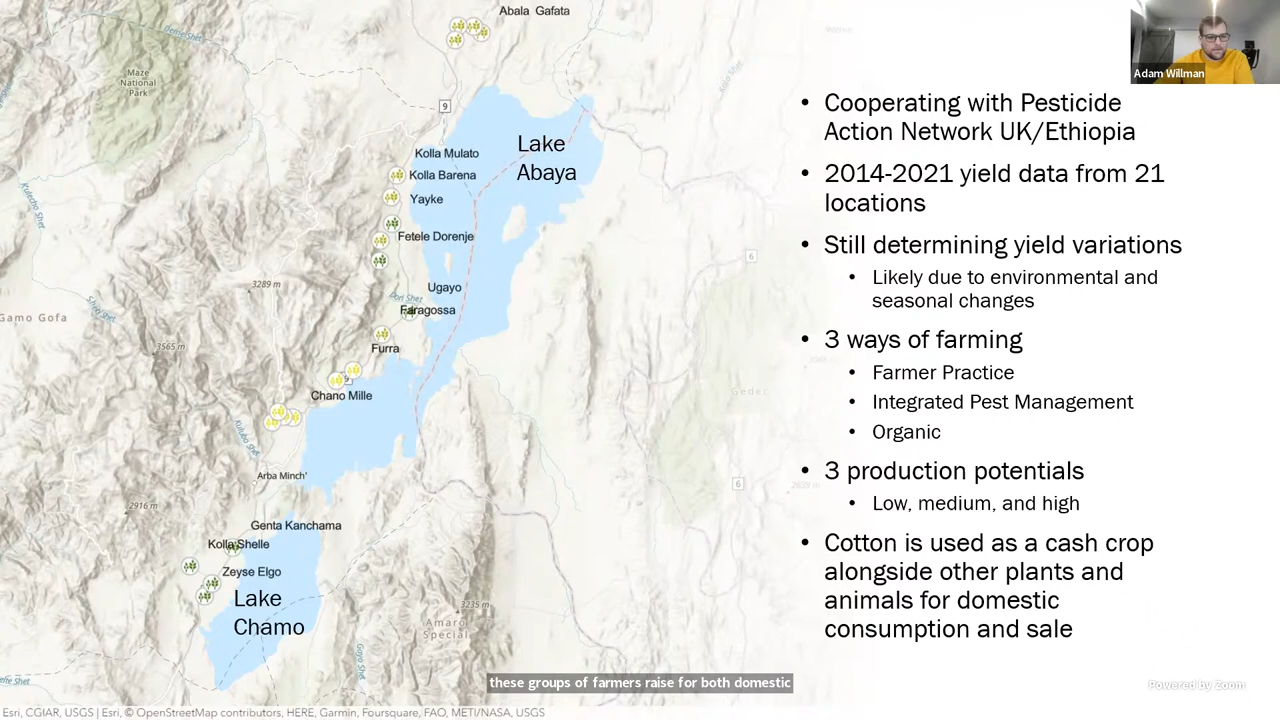 Abala Gafata
Maze
National
Park
9
Kolla Mulato
Kolla Barena
Yayke
Fetele Dorenje
Lake
Abaya
3289 m
Ugayo
Faragossa
Gamo Gofa
3565 m
Furra
Chano Mille
Arba Minch'
2916 m
Genta Kanchama
Kolla Shelle
Zeyse Elgo
Lake
Chamo
3235 m
Amaro
Special
6
Gedeo
6
Adam Willman
• Cooperating with Pesticide
Action Network UK/Ethiopia
• 2014-2021 yield data from 21
locations
• Still determining yield variations
• Likely due to environmental and
seasonal changes
• 3 ways of farming
• Farmer Practice
• Integrated Pest Management
• Organic
• 3 production potentials
• Low, medium, and high
• Cotton is used as a cash crop
alongside other plants and
animals for domestic
consumption and sale
these groups of farmers raise for both domestic
Powered by Zoom
Esri, CGIAR, USGS | Esri, © OpenStreetMap contributors, HERE, Garmin, Foursquare, FAO, METI/NASA, USGS